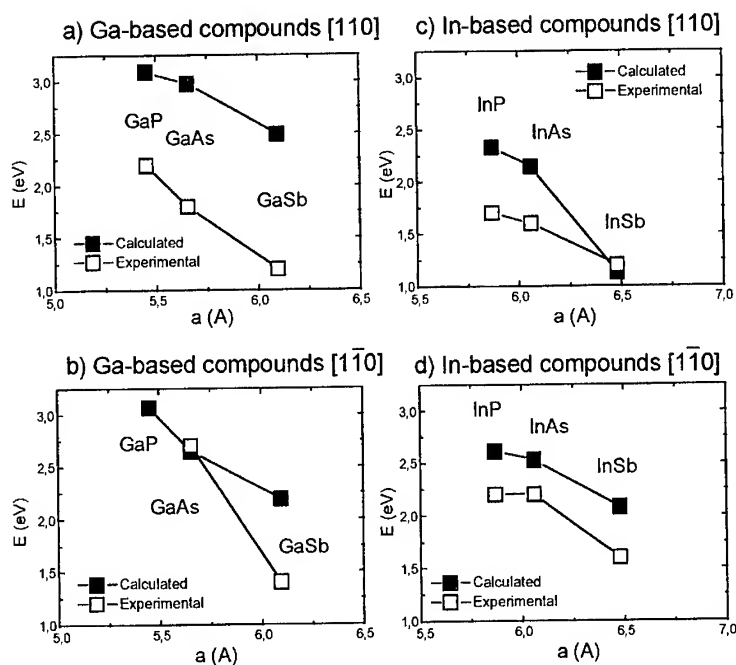 a) Ga-based compounds [110]
3,0
2,5
2,0
1,5
1,0
E (eV)
GaP
GaAs
GaSb
Calculated
Experimental
5,0 5,5 6,0 6,5
a (A)
c) In-based compounds [110]
3,0
2,5
2,0
1,5
1,0
E (eV)
Calculated
Experimental
InP
InAs
InSb
5,5 6,0 6,5 7,0
a (A)
b) Ga-based compounds [11̅0]
3,0
2,5
2,0
1,5
1,0
E (eV)
GaP
GaAs
GaSb
Calculated
Experimental
5,0 5,5 6,0 6,5
a (A)
d) In-based compounds [11̅0]
3,0
2,5
2,0
1,5
1,0
E (eV)
InP
InAs
InSb
Calculated
Experimental
5,5 6,0 6,5 7,0
a (A)